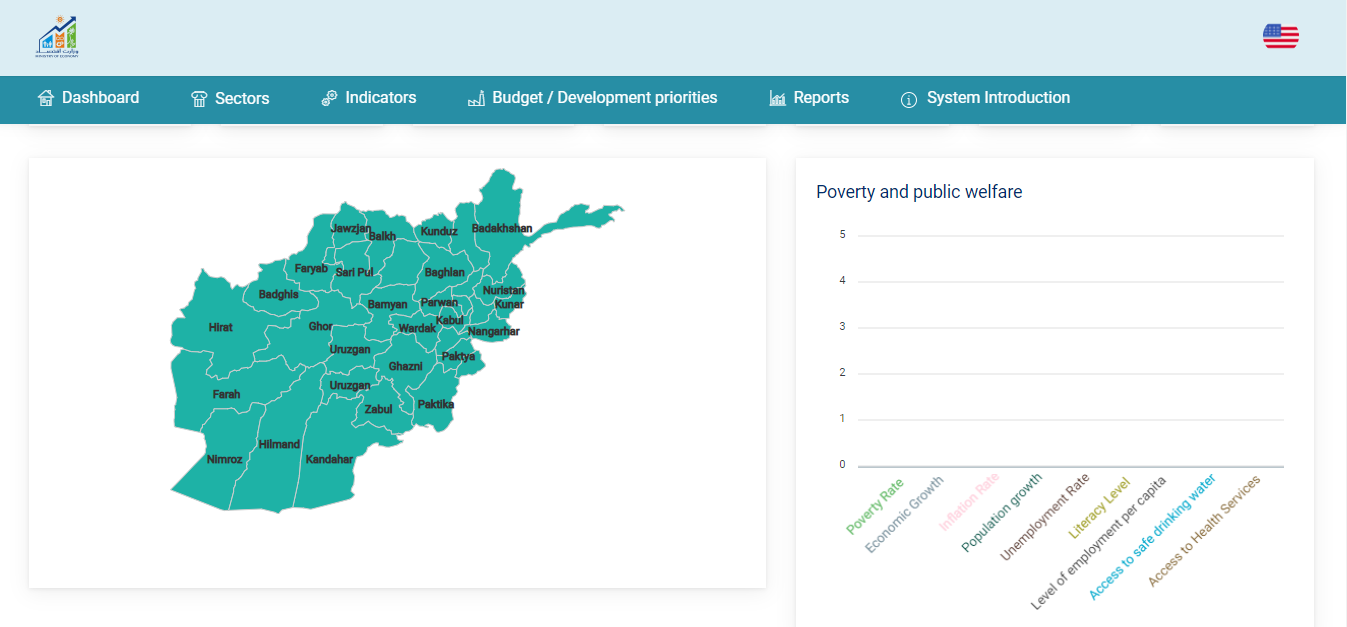 وزارت اقتصاد
MINISTRY OF ECONOMY
Dashboard
Sectors
Indicators
Budget / Development priorities
Reports
System Introduction
Jawzjan
Balkh
Kunduz
Badakhshan
Faryab
Sari Pul
Baghlan
Badghis
Nuristan
Bamyan
Parwan
Kunar
Hirat
Ghor
Wardak
Kabul
Nangarhar
Uruzgan
Ghazni
Paktya
Uruzgan
Farah
Zabul
Paktika
Hilmand
Nimroz
Kandahar
Poverty and public welfare
5
4
3
2
1
0
Poverty Rate
Economic Growth
Inflation Rate
Population growth
Unemployment Rate
Literacy Level
Level of employment per capita
Access to safe drinking water
Access to Health Services